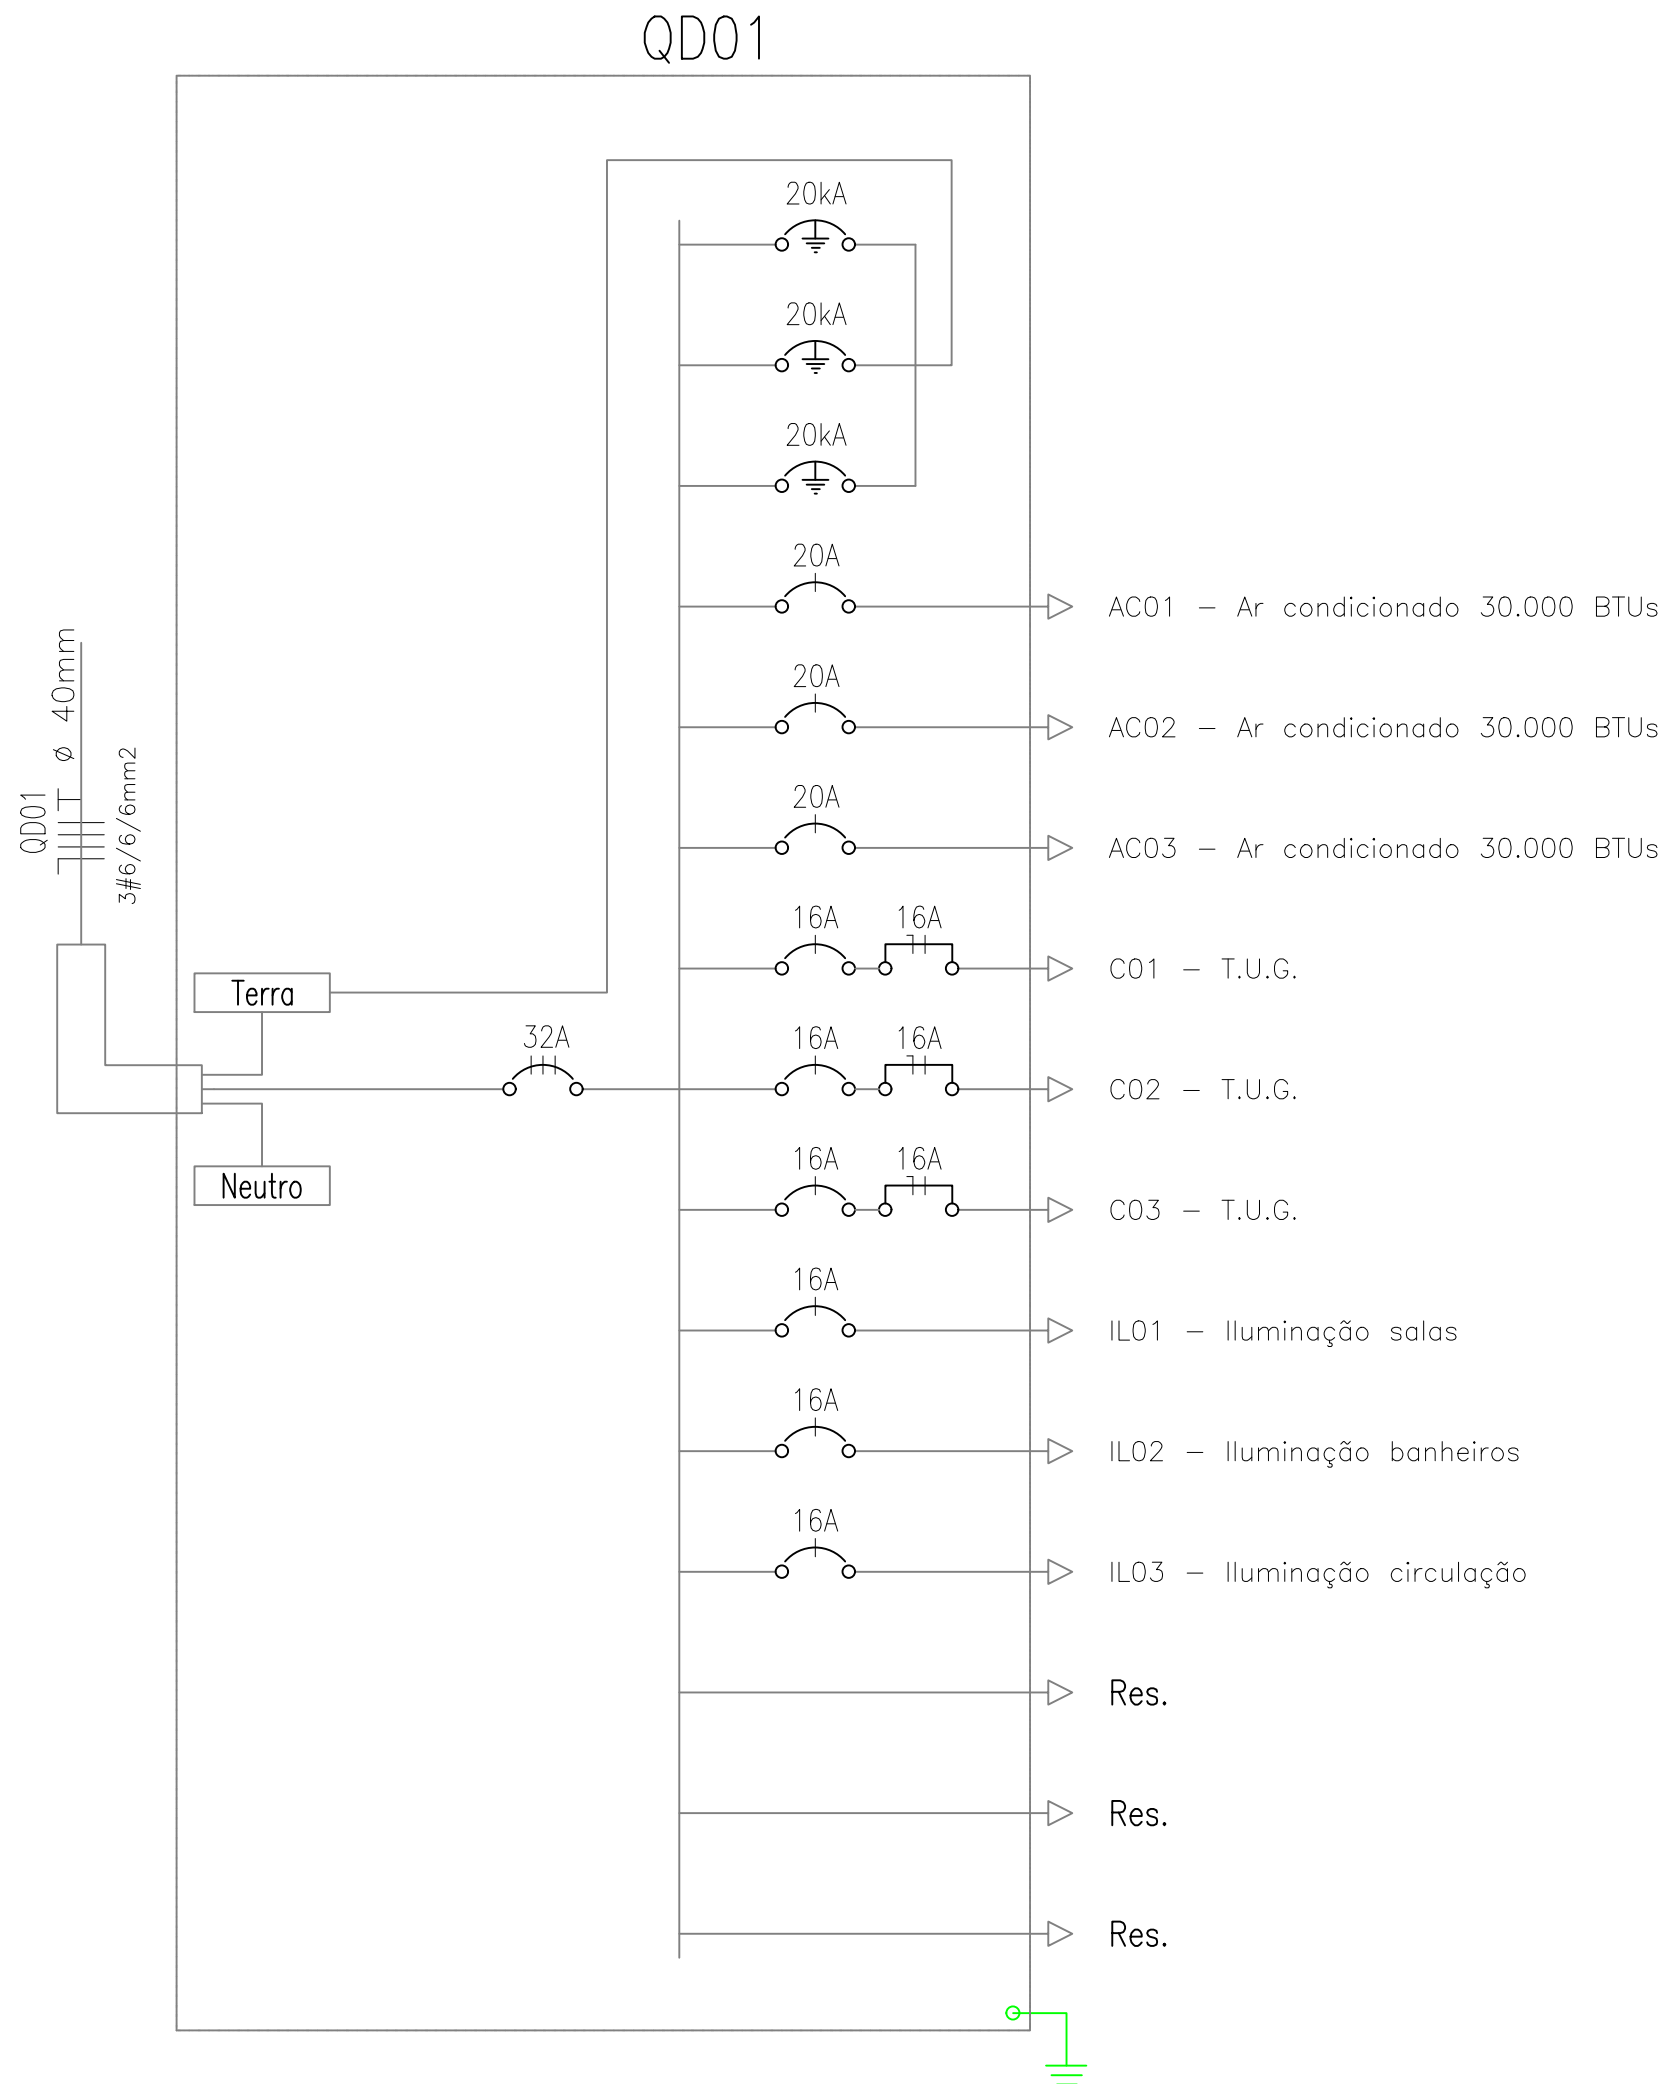 QD01
20kA
20kA
20kA
20A
AC01 - Ar condicionado 30.000 BTUs
20A
AC02 - Ar condicionado 30.000 BTUs
20A
AC03 - Ar condicionado 30.000 BTUs
QD01
Ø 40mm
3#6/6/6mm2
16A 16A
C01 - T.U.G.
Terra
32A
16A 16A
C02 - T.U.G.
Neutro
16A 16A
C03 - T.U.G.
16A
IL01 - Iluminação salas
16A
IL02 - Iluminação banheiros
16A
IL03 - Iluminação circulação
Res.
Res.
Res.